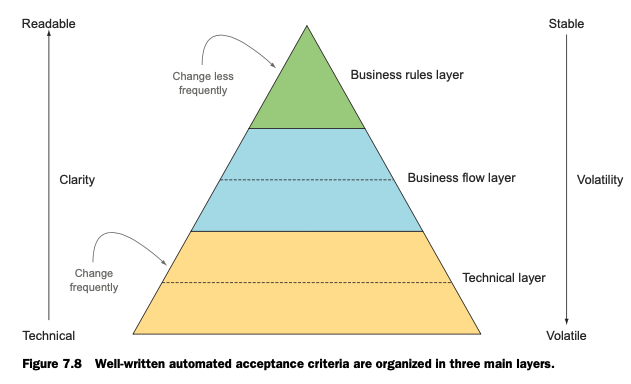 Readable
Stable
Change less
frequently
Business rules layer
Clarity
Business flow layer
Volatility
Change
frequently
Technical layer
Technical
Volatile
Figure 7.8 Well-written automated acceptance criteria are organized in three main layers.